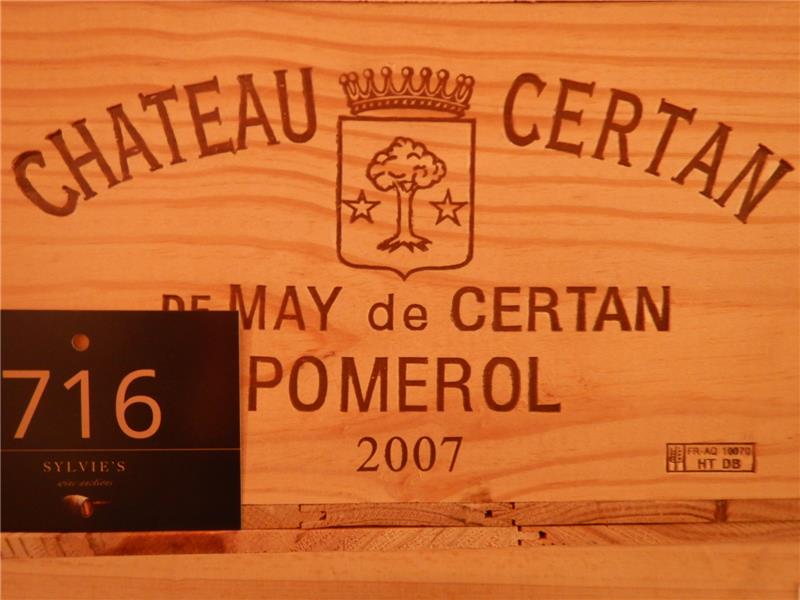 CHATEAU CERTAN
DE MAY de CERTAN
POMEROL
2007
716
SYLVIE'S
wine auctions
FR-AQ 10070
HT DB